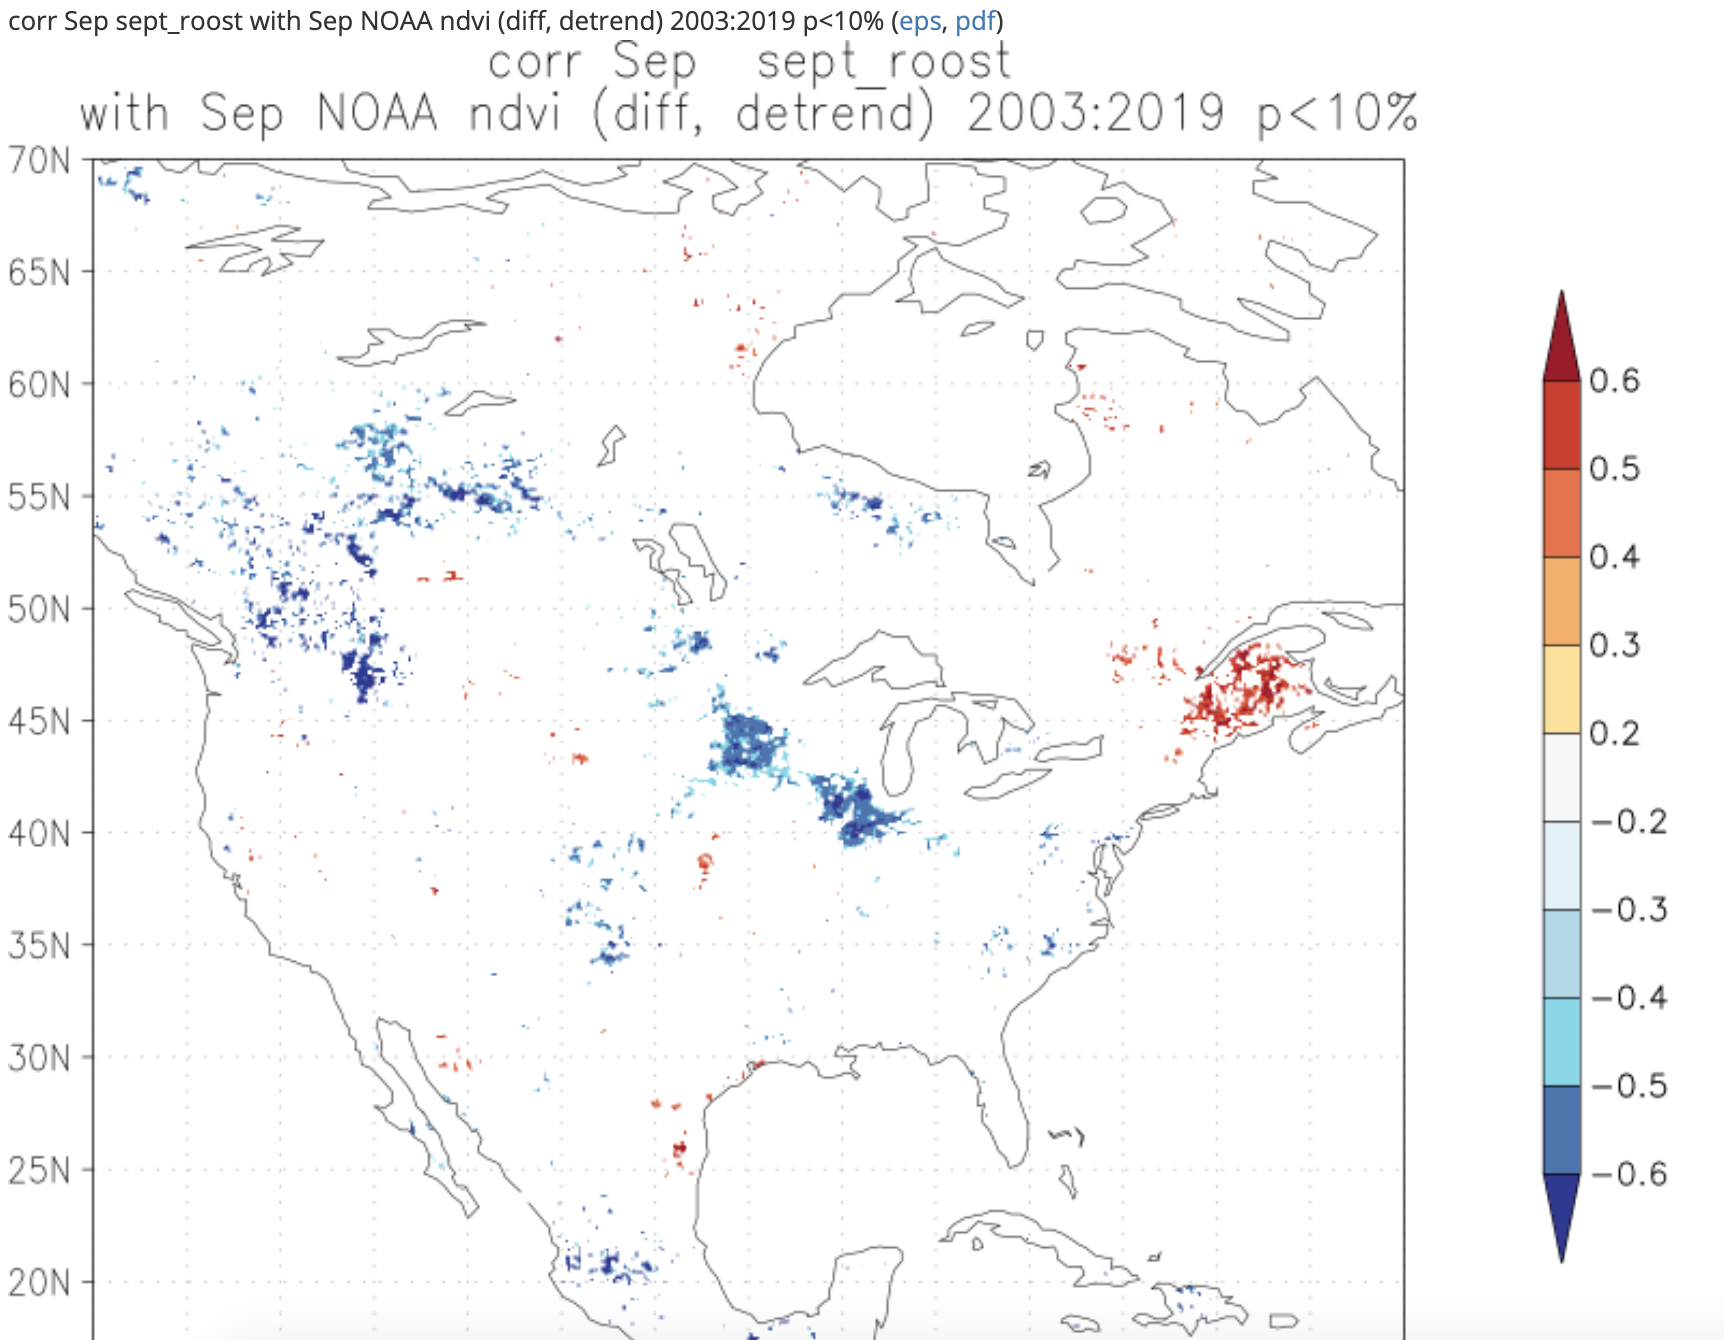 corr Sep sept_roost with Sep NOAA ndvi (diff, detrend) 2003:2019 p<10% (eps, pdf)
corr Sep sept_roost
with Sep NOAA ndvi (diff, detrend) 2003:2019 p<10%
70N
65N
60N
55N
50N
45N
40N
35N
30N
25N
20N
0.6
0.5
0.4
0.3
0.2
−0.2
−0.3
−0.4
−0.5
−0.6